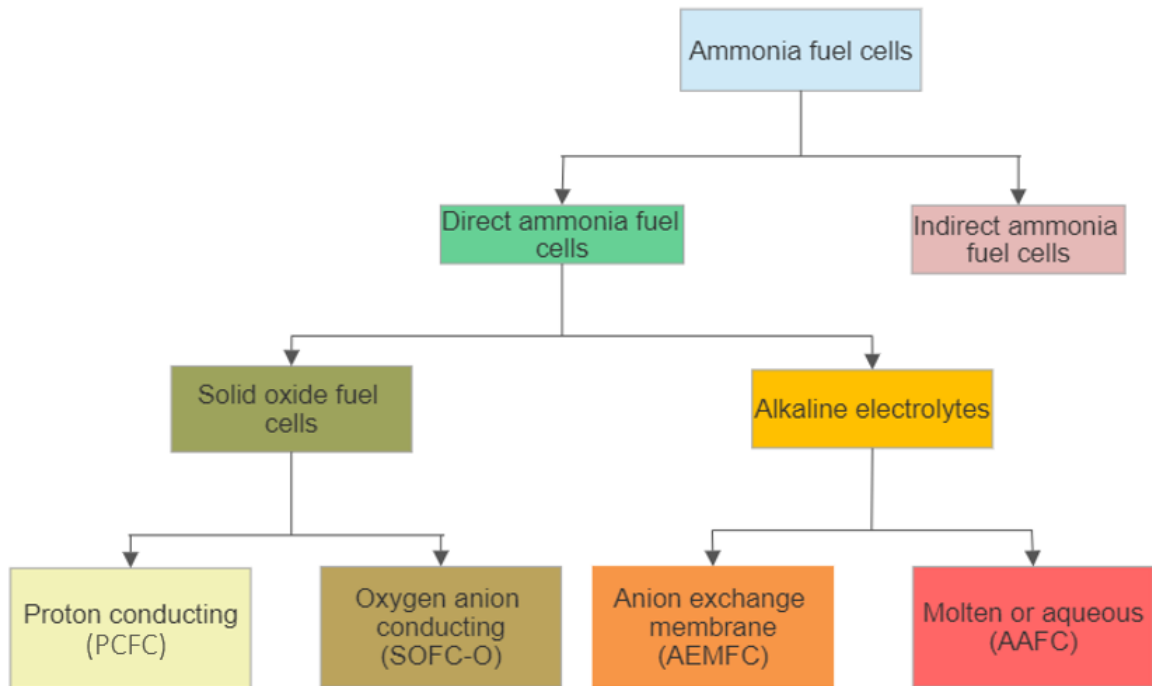 Ammonia fuel cells
Direct ammonia fuel
cells
Indirect ammonia
fuel cells
Solid oxide fuel
cells
Alkaline electrolytes
Proton conducting
(PCFC)
Oxygen anion
conducting
(SOFC-O)
Anion exchange
membrane
(AEMFC)
Molten or aqueous
(AAFC)